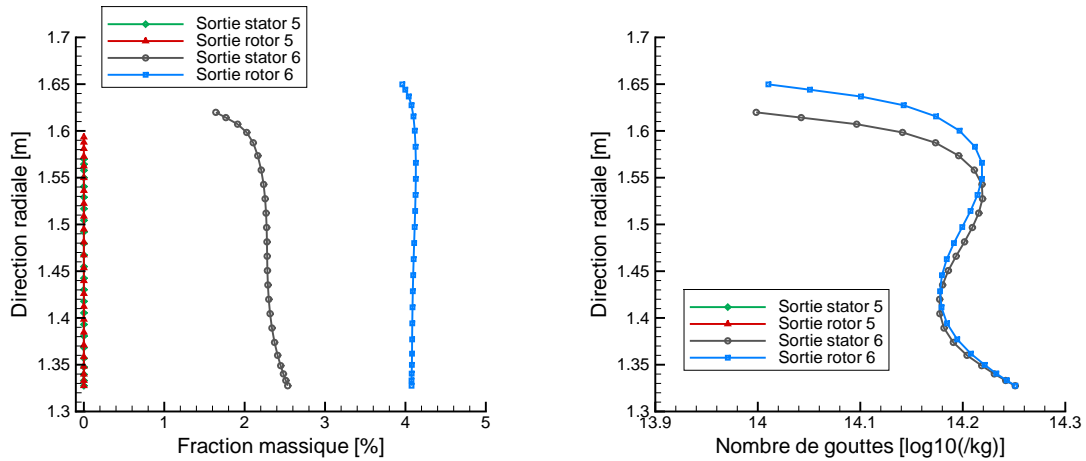 Sortie stator 5
Sortie rotor 5
Sortie stator 6
Sortie rotor 6
1.7
1.65
1.6
1.55
1.5
1.45
1.4
1.35
1.3
Direction radiale [m]
0 1 2 3 4 5
Fraction massique [%]
1.7
1.65
1.6
1.55
1.5
1.45
1.4
1.35
1.3
Direction radiale [m]
Sortie stator 5
Sortie rotor 5
Sortie stator 6
Sortie rotor 6
13.9 14 14.1 14.2 14.3
Nombre de gouttes [log10(/kg)]